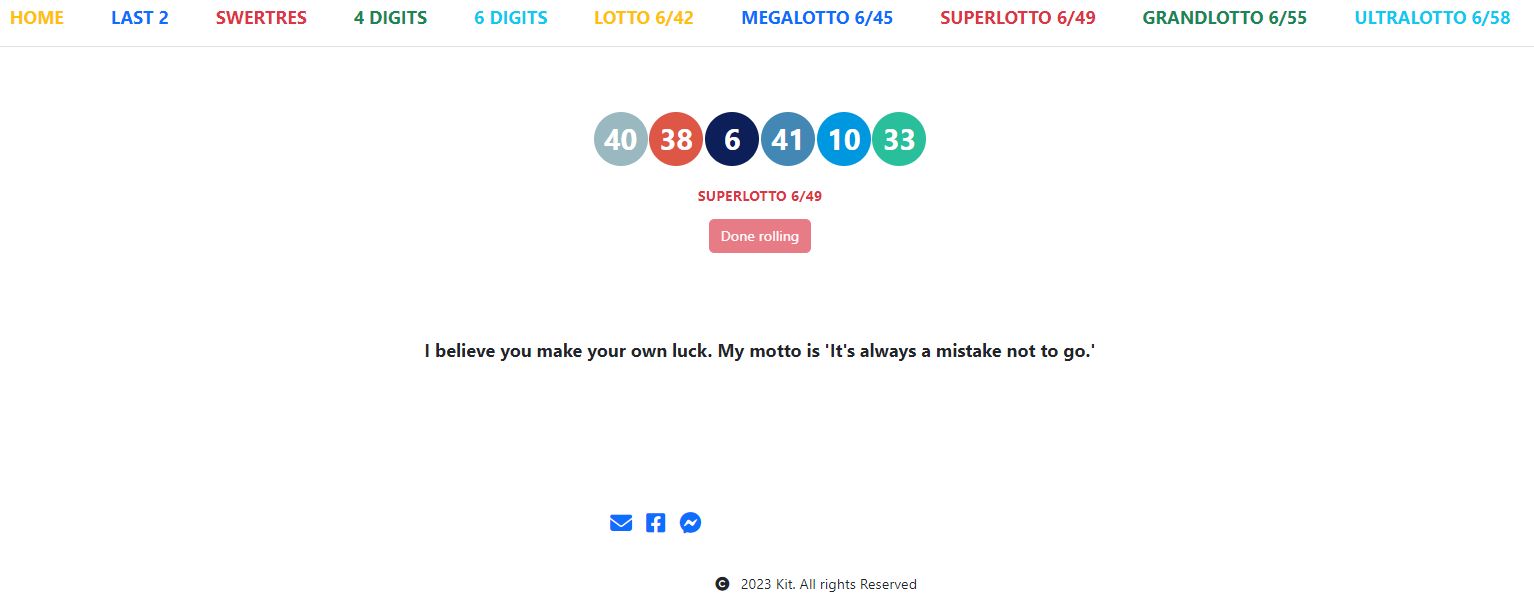 HOME LAST 2 SWERTRES 4 DIGITS 6 DIGITS LOTTO 6/42 MEGALOTTO 6/45 SUPERLOTTO 6/49 GRANDLOTTO 6/55 ULTRALOTTO 6/58
40 38 6 41 10 33
SUPERLOTTO 6/49
Done rolling
I believe you make your own luck. My motto is 'It's always a mistake not to go.'
C 2023 Kit. All rights Reserved